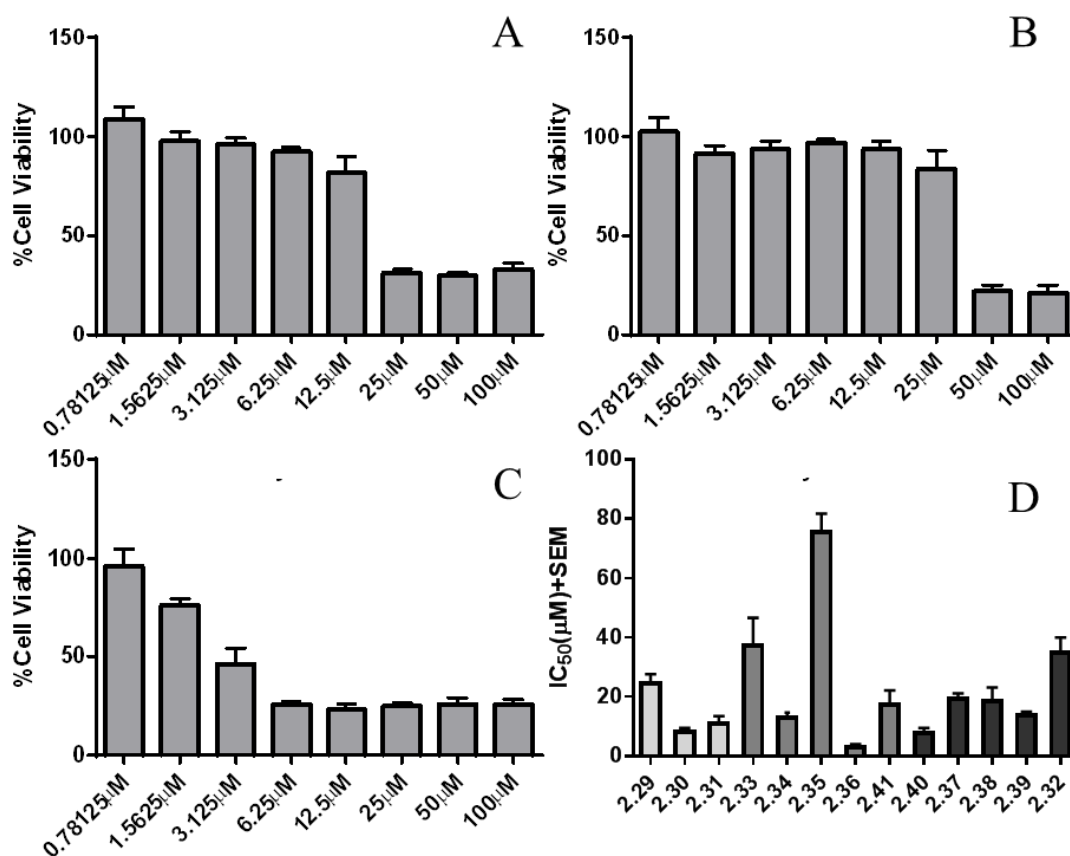 A
%Cell Viability
150
100
50
0
0.78125µM
1.5625µM
3.125µM
6.25µM
12.5µM
25µM
50µM
100µM
B
%Cell Viability
150
100
50
0
0.78125µM
1.5625µM
3.125µM
6.25µM
12.5µM
25µM
50µM
100µM
C
%Cell Viability
150
100
50
0
0.78125µM
1.5625µM
3.125µM
6.25µM
12.5µM
25µM
50µM
100µM
D
IC50(µM)+SEM
100
80
60
40
20
0
2.29
2.30
2.31
2.33
2.34
2.35
2.36
2.41
2.40
2.37
2.38
2.39
2.32